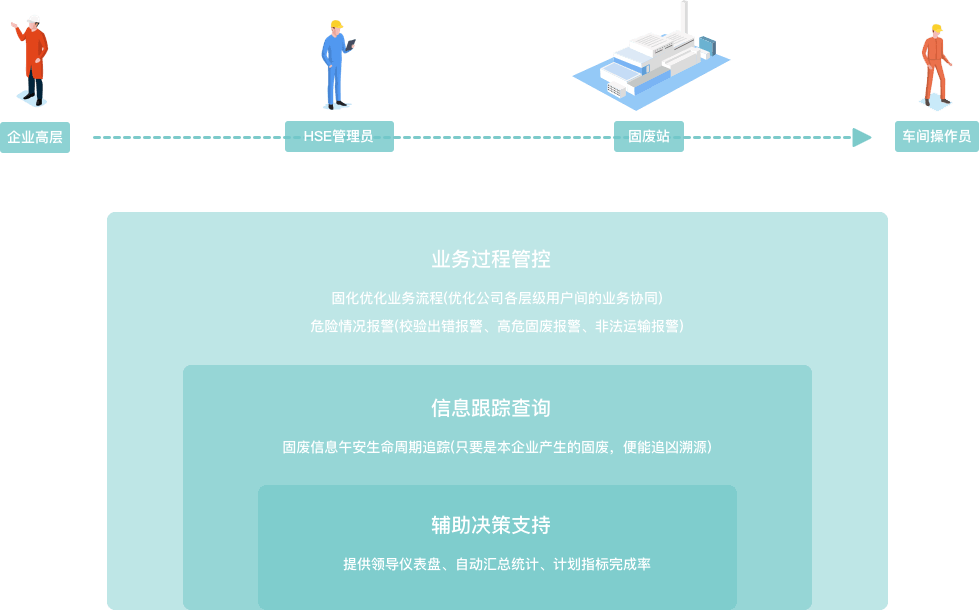 企业高层
HSE管理员
固废站
车间操作员
业务过程管控
固化优化业务流程(优化公司各层级用户间的业务协同)
危险情况报警(校验出错报警、高危固废报警、非法运输报警)
信息跟踪查询
固废信息午安生命周期追踪(只要是本企业产生的固废，便能追凶溯源)
辅助决策支持
提供领导仪表盘、自动汇总统计、计划指标完成率